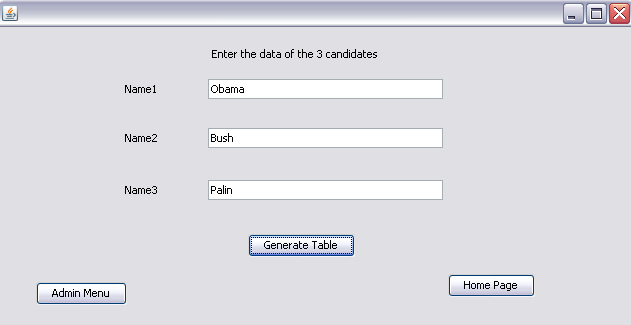 Enter the data of the 3 candidates
Name1 Obama
Name2 Bush
Name3 Palin
Generate Table
Admin Menu Home Page